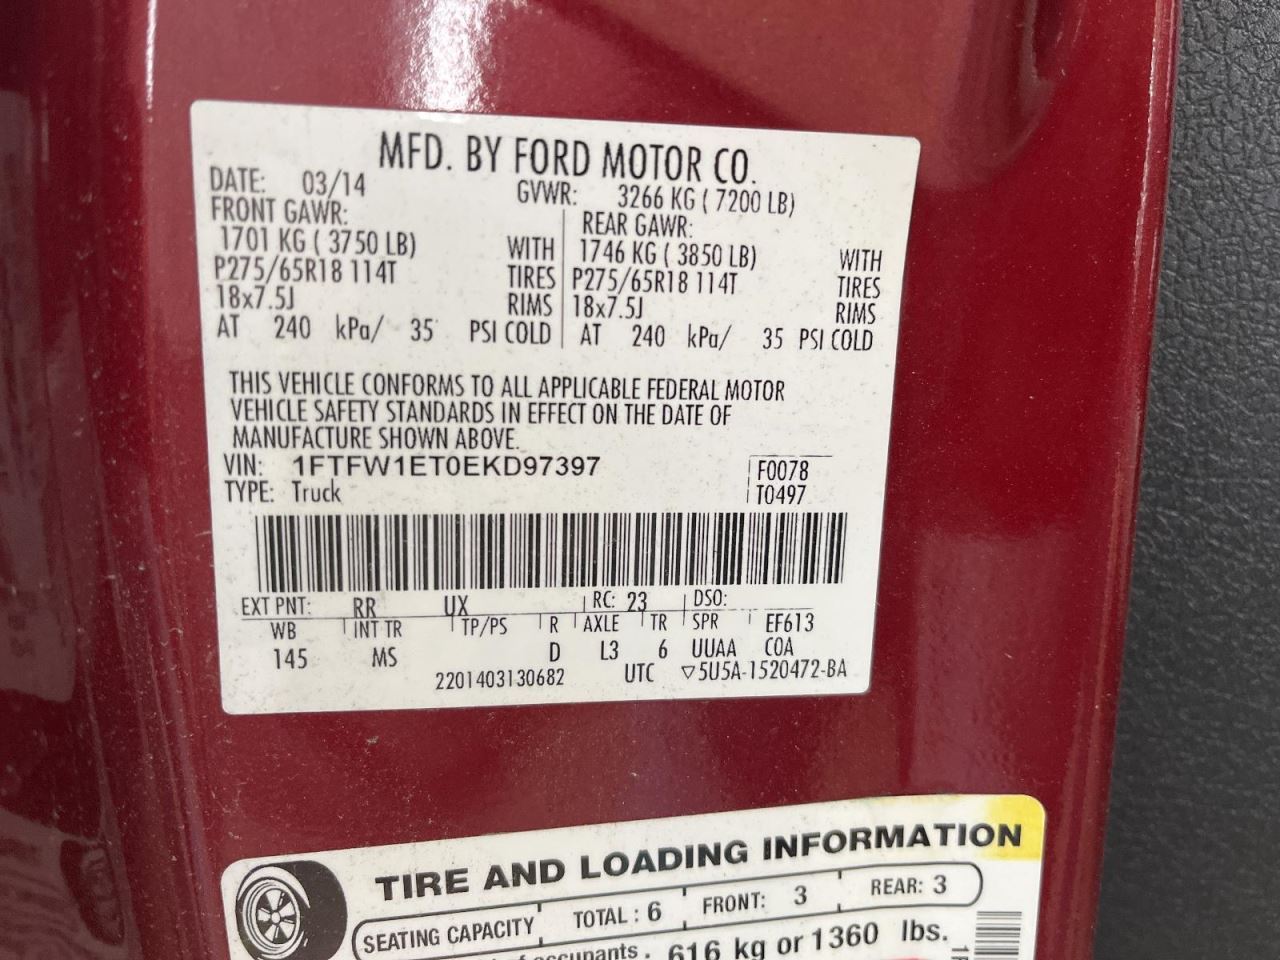 MFD. BY FORD MOTOR CO.
DATE: 03/14 GVWR: 3266 KG ( 7200 LB)
FRONT GAWR: REAR GAWR:
1701 KG ( 3750 LB) WITH 1746 KG ( 3850 LB) WITH
P275/65R18 114T TIRES P275/65R18 114T TIRES
18x7.5J RIMS 18x7.5J RIMS
AT 240 kPa/ 35 PSI COLD AT 240 kPa/ 35 PSI COLD
THIS VEHICLE CONFORMS TO ALL APPLICABLE FEDERAL MOTOR
VEHICLE SAFETY STANDARDS IN EFFECT ON THE DATE OF
MANUFACTURE SHOWN ABOVE.
VIN: 1FTFW1ET0EKD97397 F0078
TYPE: Truck T0497
EXT PNT: RR UX RC: 23 DSO:
WB INT TR TP/PS R AXLE TR SPR EF613
145 MS D L3 6 UUAA COA
2201403130682 UTC ▽5U5A-1520472-BA
TIRE AND LOADING INFORMATION
SEATING CAPACITY TOTAL : 6 FRONT: 3 REAR: 3
occupants . 616 kg or 1360 lbs.